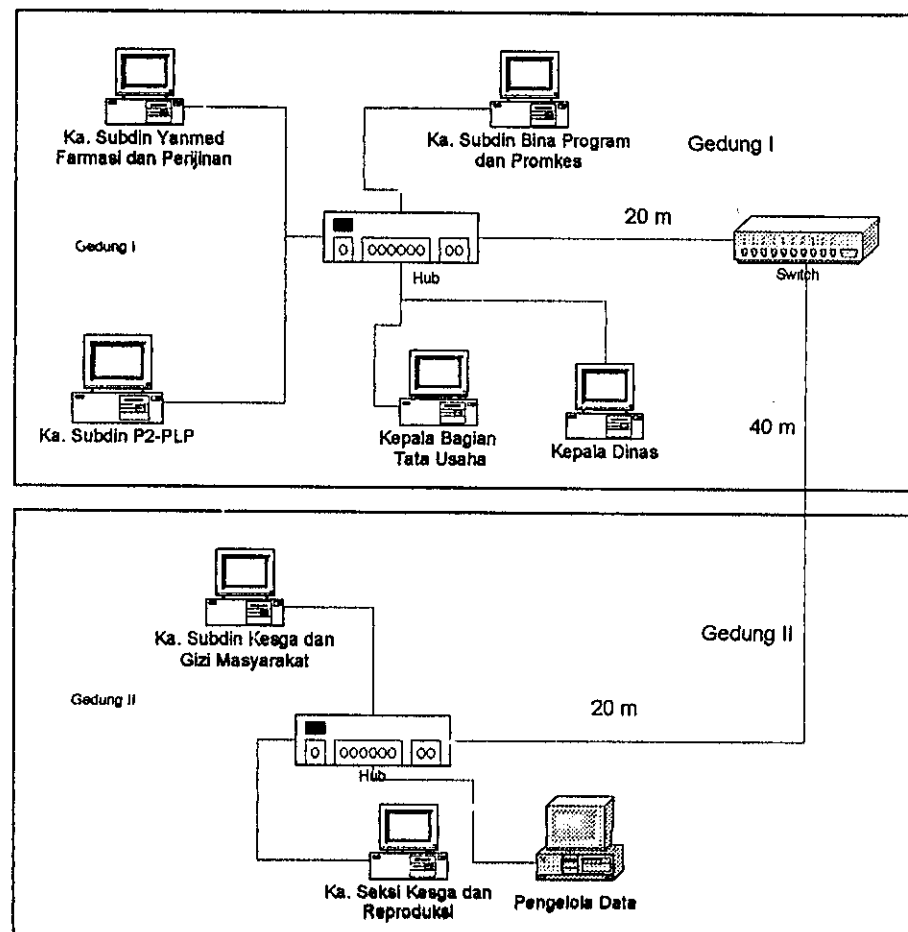 Ka. Subdin Yanmed
Farmasi dan Perijinan
Ka. Subdin Bina Program
dan Promkes
Gedung I
20 m
Gedung I
Hub
Switch
Ka. Subdin P2-PLP
Kepala Bagian
Tata Usaha
Kepala Dinas
40 m
Ka. Subdin Kesga dan
Gizi Masyarakat
Gedung II
Gedung II
20 m
Hub
Ka. Seksi Kesga dan
Reproduksi
Pengelola Data